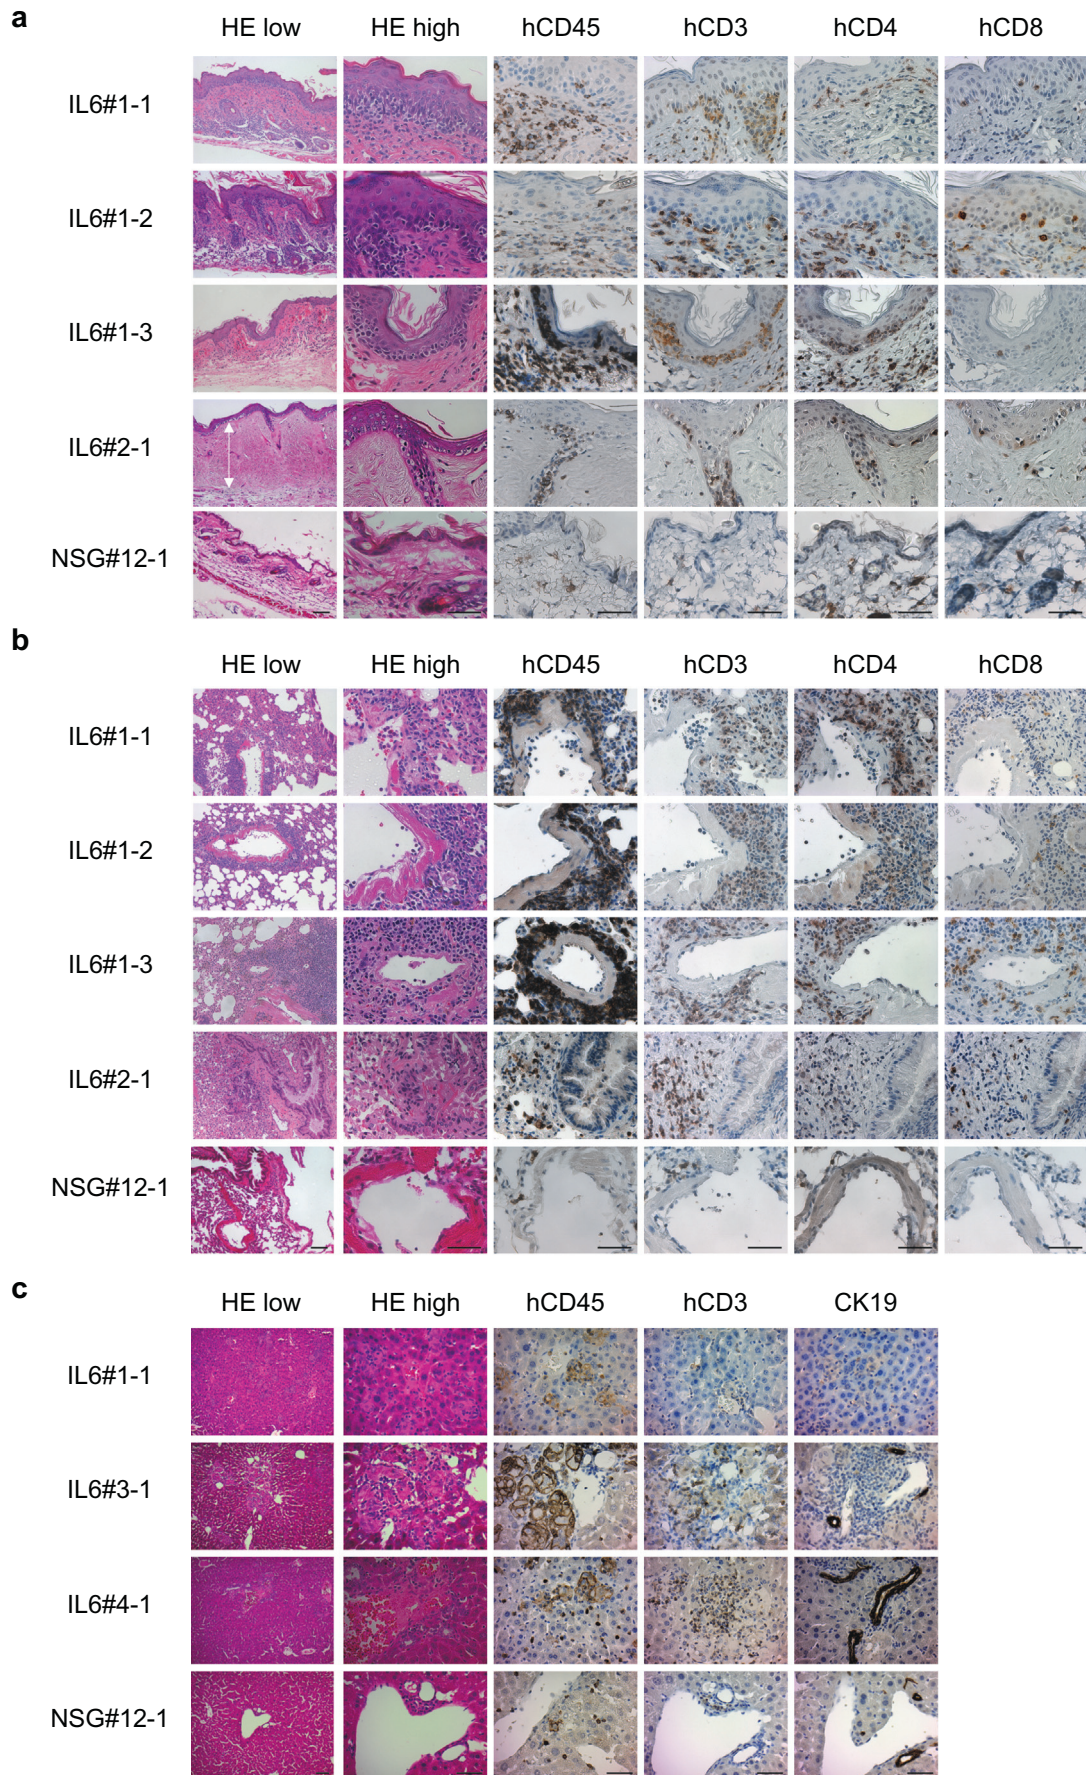 a
HE low HE high hCD45 hCD3 hCD4 hCD8
IL6#1-1
IL6#1-2
IL6#1-3
IL6#2-1
NSG#12-1
b
HE low HE high hCD45 hCD3 hCD4 hCD8
IL6#1-1
IL6#1-2
IL6#1-3
IL6#2-1
NSG#12-1
c
HE low HE high hCD45 hCD3 CK19
IL6#1-1
IL6#3-1
IL6#4-1
NSG#12-1